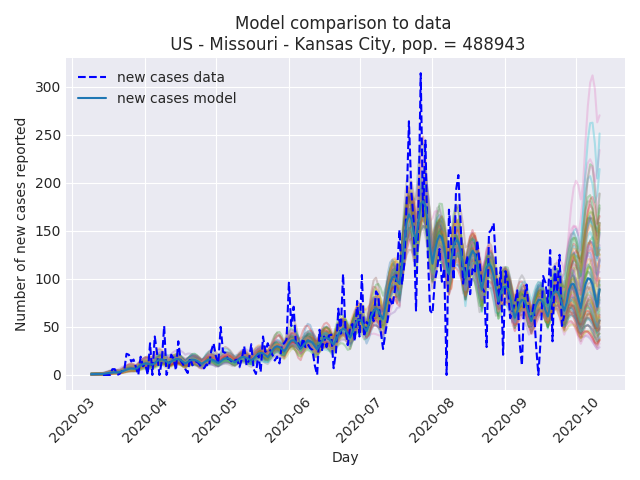 Model comparison to data
US - Missouri - Kansas City, pop. = 488943
new cases data
new cases model
Number of new cases reported
300
250
200
150
100
50
0
2020-03
2020-04
2020-05
2020-06
2020-07
2020-08
2020-09
2020-10
Day